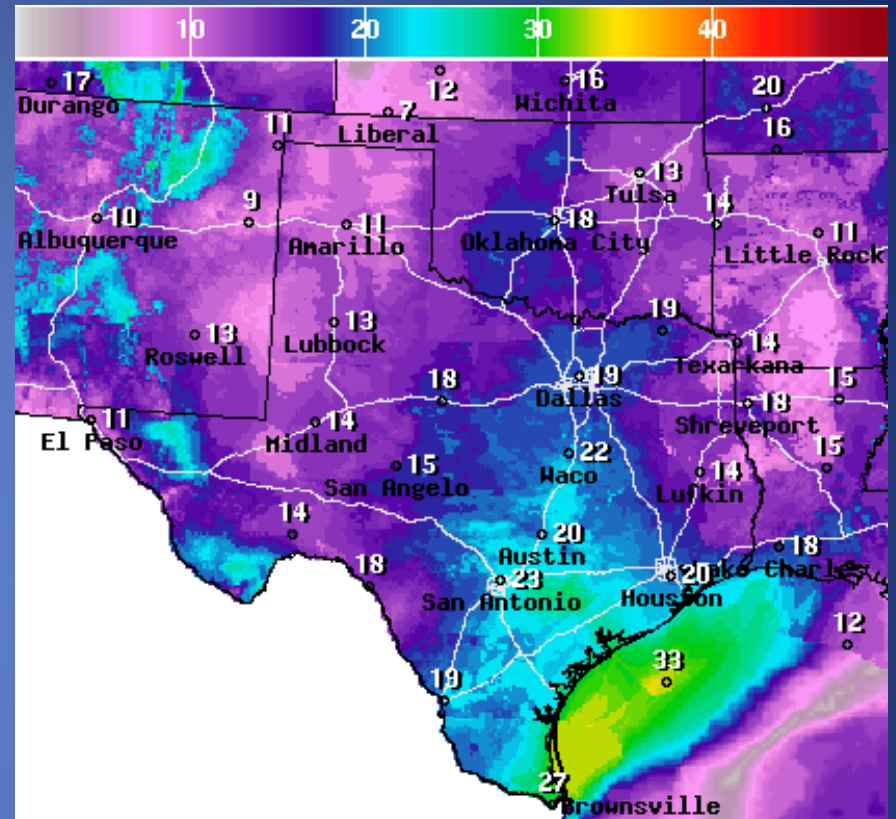 10 20 30 40
17 12 16 20
Durango Wichita
7
Liberal
11 16
13
Tulsa
10 9 11 18 14 11
Albuquerque Amarillo Oklahoma City Little Rock
13 13 19 14
Roswell Lubbock Texarkana
18 19 18 15
Dallas Shreveport
11 14
El Paso Midland
15 22 14 15
San Angelo Waco Lufkin
14 20 18
Austin
18 23 20 Lake Charles
San Antonio Houston
12
33
19
27
Brownsville